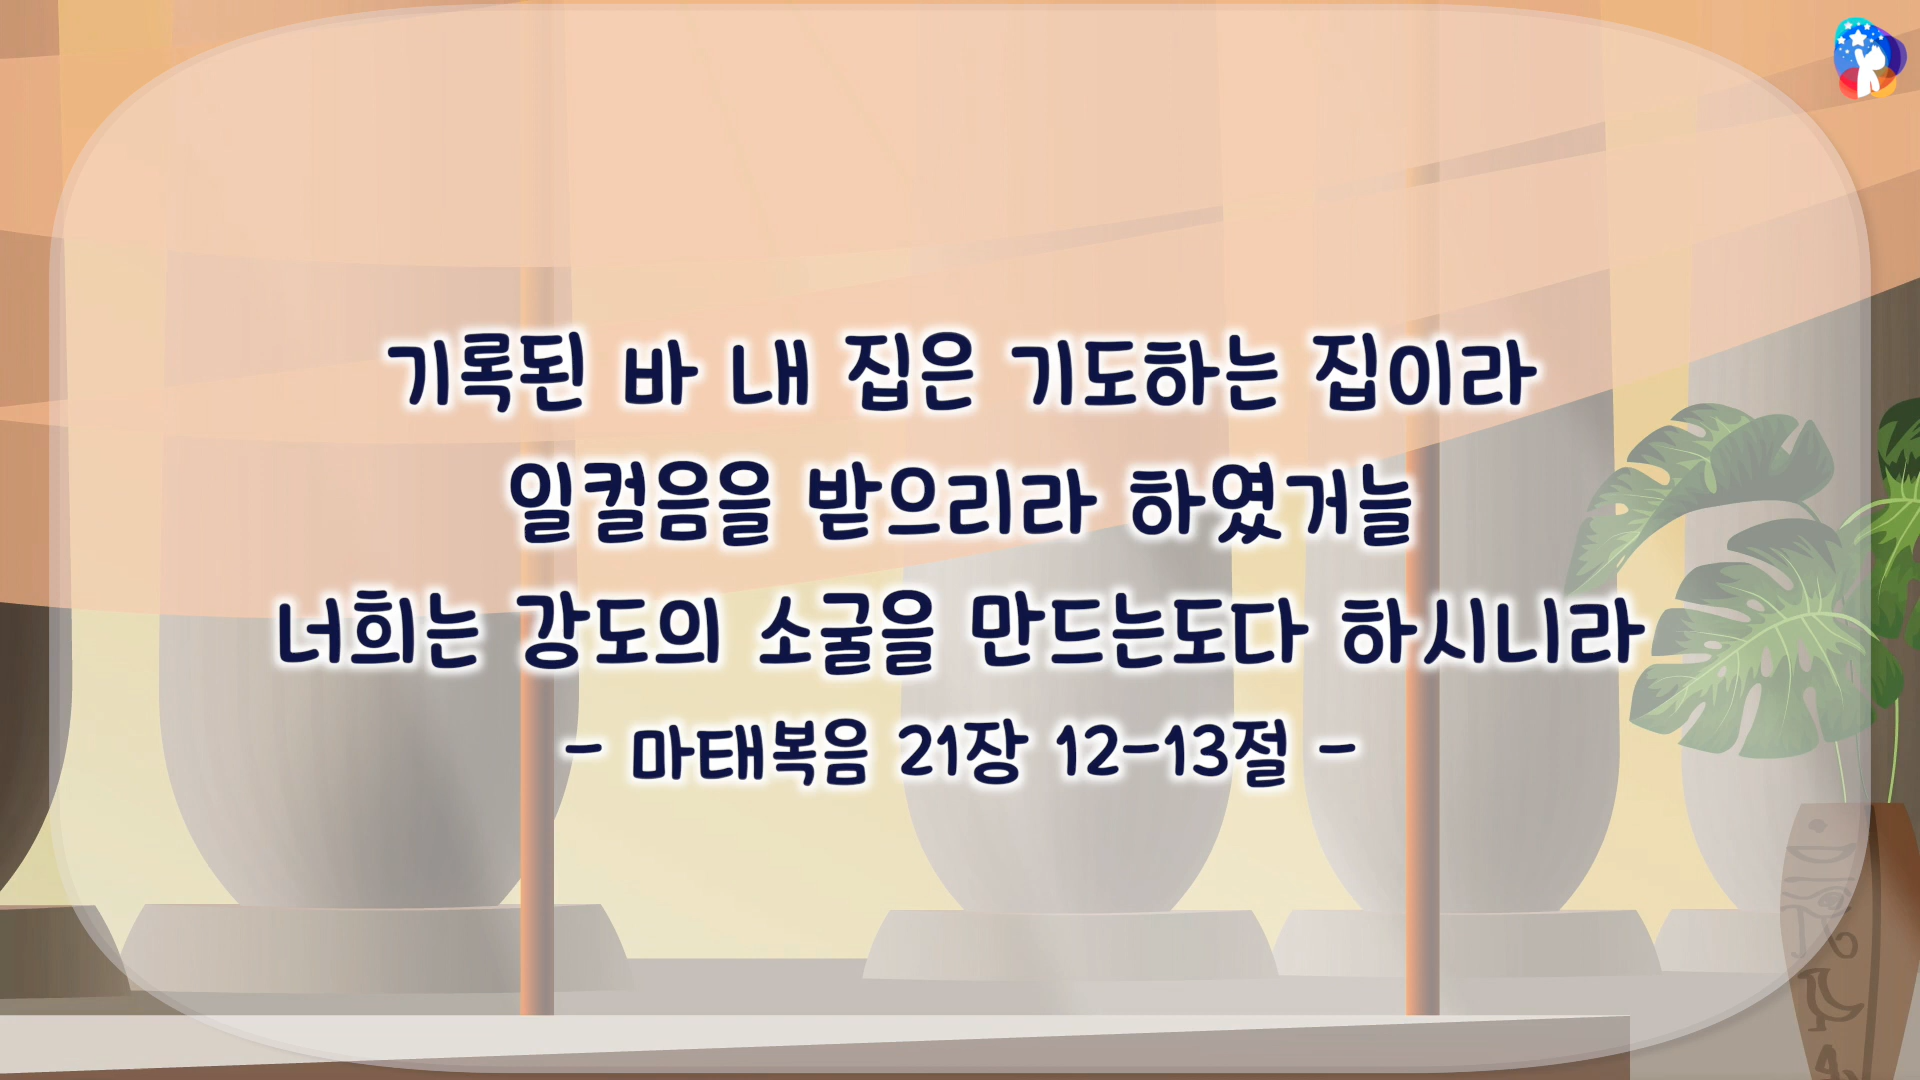 기록된 바 내 집은 기도하는 집이라
일컬음을 받으리라 하였거늘
너희는 강도의 소굴을 만드는도다 하시니라
- 마태복음 21장 12-13절 -